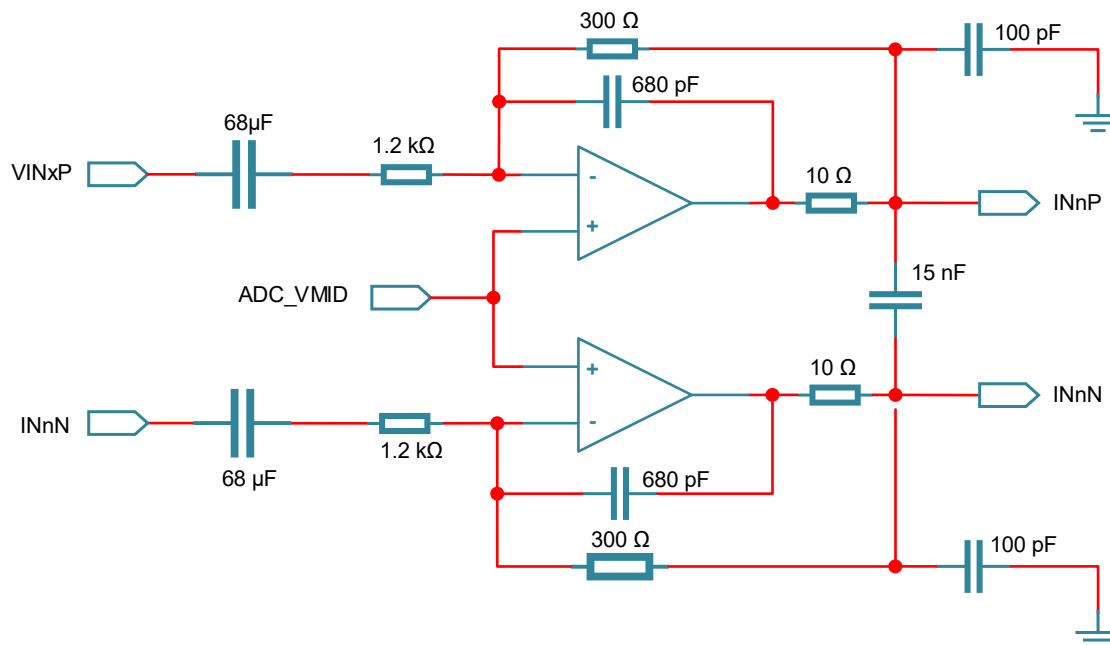 300 Ω
100 pF
680 pF
68µF
1.2 kΩ
VINxP
-
10 Ω
INnP
+
15 nF
ADC_VMID
10 Ω
+
INnN
INnN
-
1.2 kΩ
68 µF
680 pF
300 Ω
100 pF